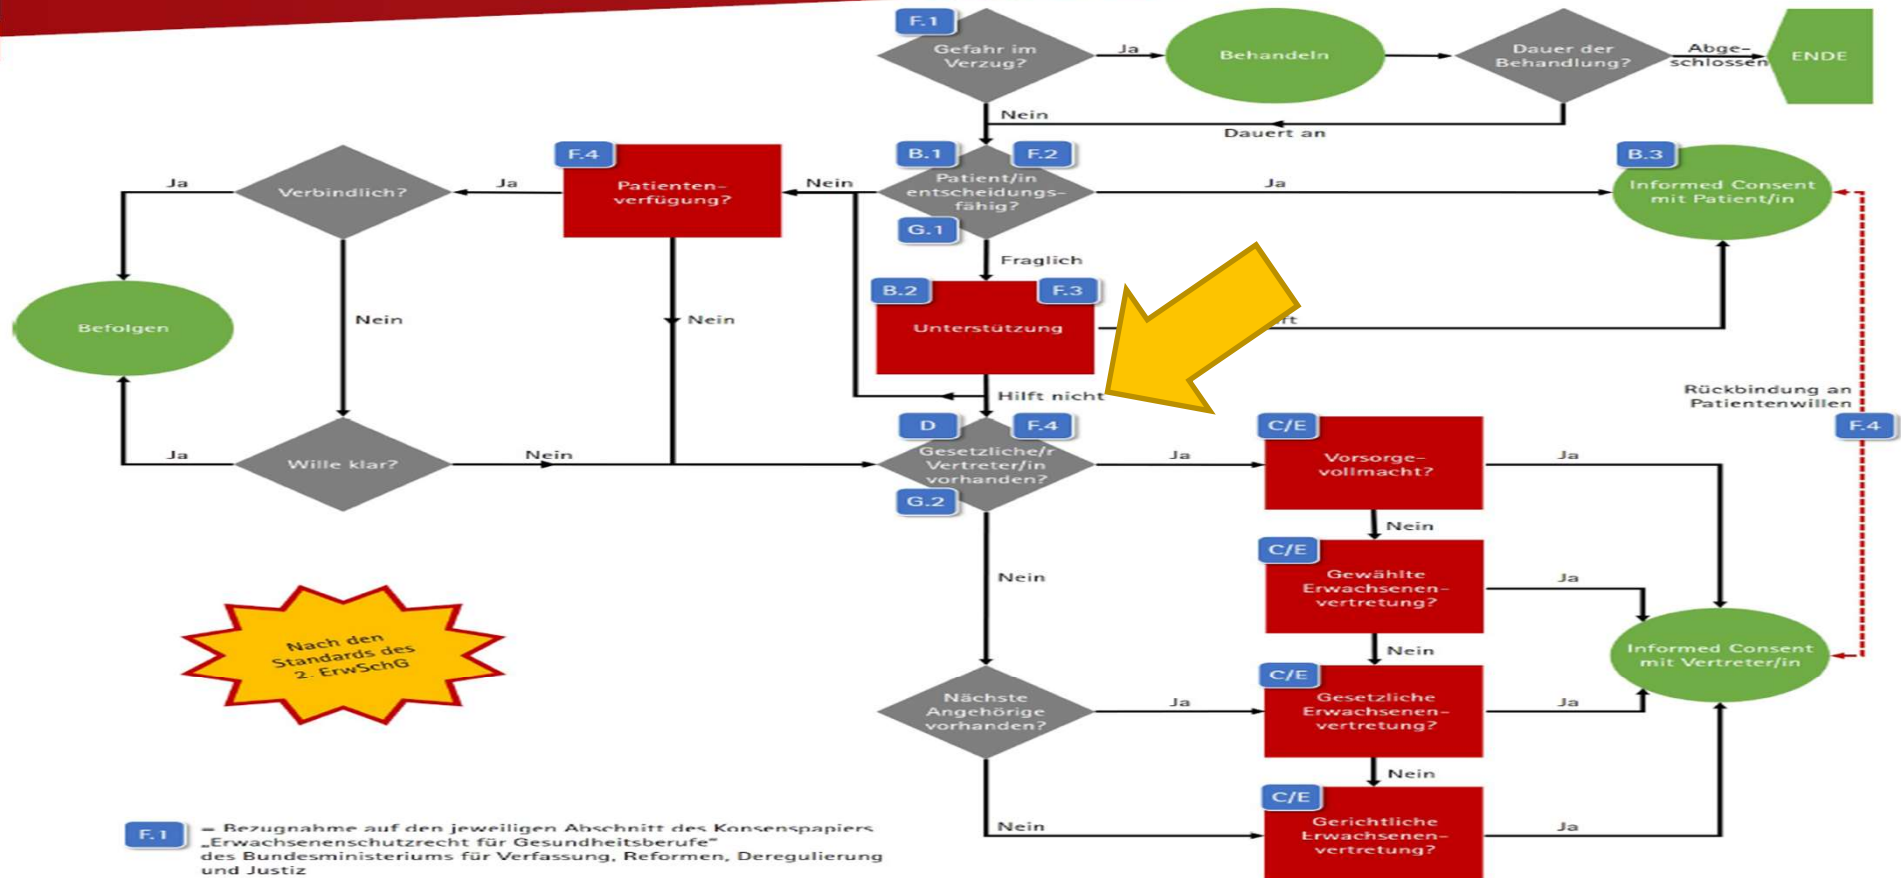 F.1
Gefahr im
Verzug?
Ja
Behandeln
Dauer der
Behandlung?
Abge-
schlossen
ENDE
Nein
Dauert an
B.1
F.2
Patient/in
entscheidungs-
fähig?
G.1
Ja
B.3
Informed Consent
mit Patient/in
Nein
F.4
Patienten-
verfügung?
Ja
Verbindlich?
Ja
Befolgen
Nein
Nein
Fraglich
B.2
F.3
Unterstützung
Hilft nicht
Rückbindung an
Patientenwillen
F.4
Ja
Wille klar?
Nein
D
F.4
Gesetzliche/r
Vertreter/in
vorhanden?
G.2
Ja
C/E
Vorsorge-
vollmacht?
Ja
Nein
C/E
Gewählte
Erwachsenen-
vertretung?
Ja
Nein
Nein
Nach den
Standards des
2. ErwSchG
Informed Consent
mit Vertreter/in
Nächste
Angehörige
vorhanden?
Ja
C/E
Gesetzliche
Erwachsenen-
vertretung?
Ja
Nein
Nein
C/E
Gerichtliche
Erwachsenen-
vertretung?
Ja
F.1
= Bezugnahme auf den jeweiligen Abschnitt des Konsenspapiers
„Erwachsenenschutzrecht für Gesundheitsberufe“
des Bundesministeriums für Verfassung, Reformen, Deregulierung
und Justiz